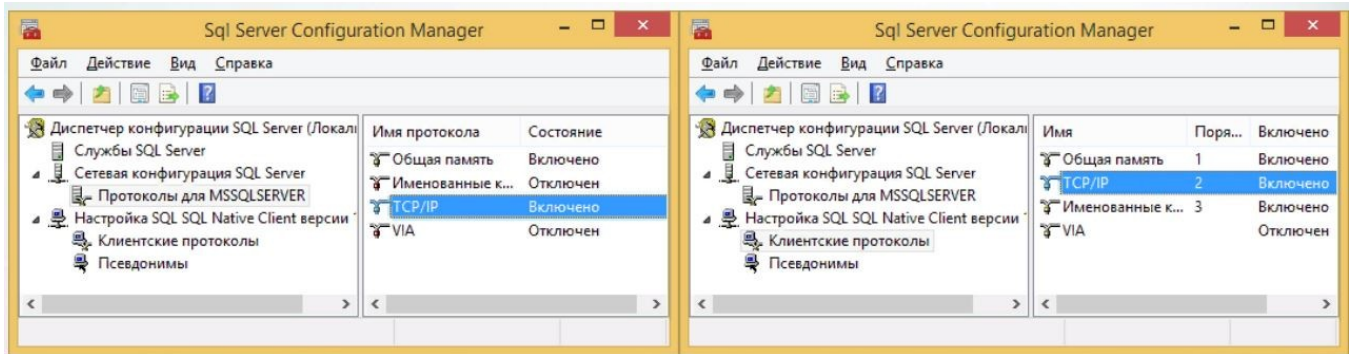 Sql Server Configuration Manager
Файл Действие Вид Справка
Диспетчер конфигурации SQL Server (Локаль
Службы SQL Server
Сетевая конфигурация SQL Server
Протоколы для MSSQLSERVER
Настройка SQL SQL Native Client версии
Клиентские протоколы
Псевдонимы
Имя протокола Состояние
Общая память Включено
Именованные к... Отключен
TCP/IP Включено
VIA Отключен
Sql Server Configuration Manager
Файл Действие Вид Справка
Диспетчер конфигурации SQL Server (Локаль
Службы SQL Server
Сетевая конфигурация SQL Server
Протоколы для MSSQLSERVER
Настройка SQL SQL Native Client версии
Клиентские протоколы
Псевдонимы
Имя Поря... Включено
Общая память 1 Включено
TCP/IP 2 Включено
Именованные к... 3 Включено
VIA Отключен